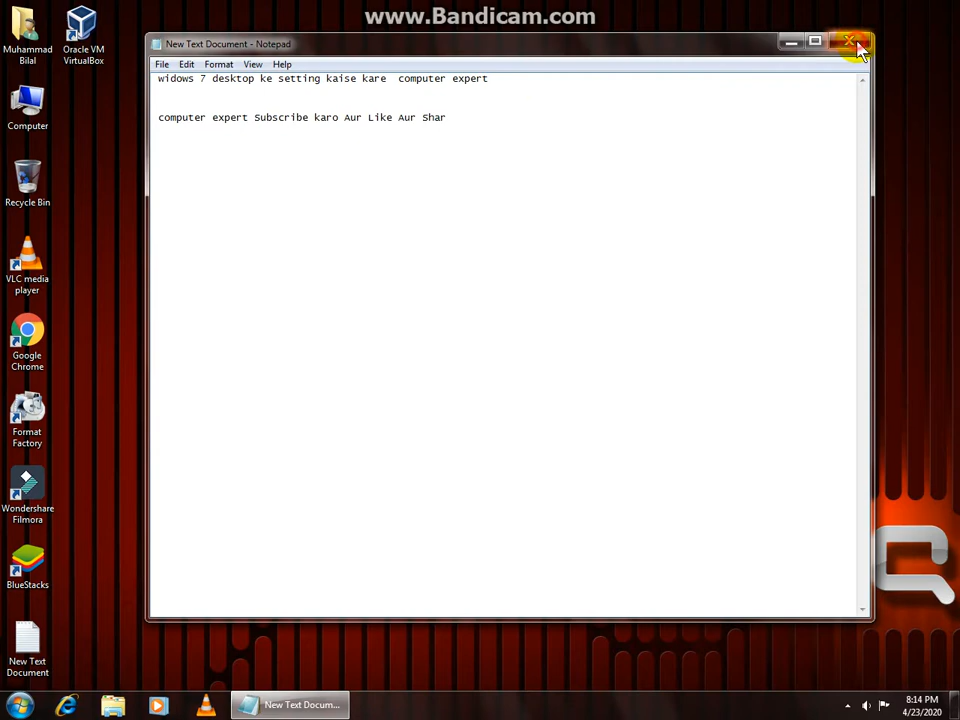 www.Bandicam.com
New Text Document - Notepad
File Edit Format View Help
widows 7 desktop ke setting kaise kare computer expert
computer expert Subscribe karo Aur Like Aur Shar
Muhammad Bilal
Oracle VM VirtualBox
Computer
Recycle Bin
VLC media player
Google Chrome
Format Factory
Wondershare Filmora
BlueStacks
New Text Document
New Text Docum...
8:14 PM
4/23/2020